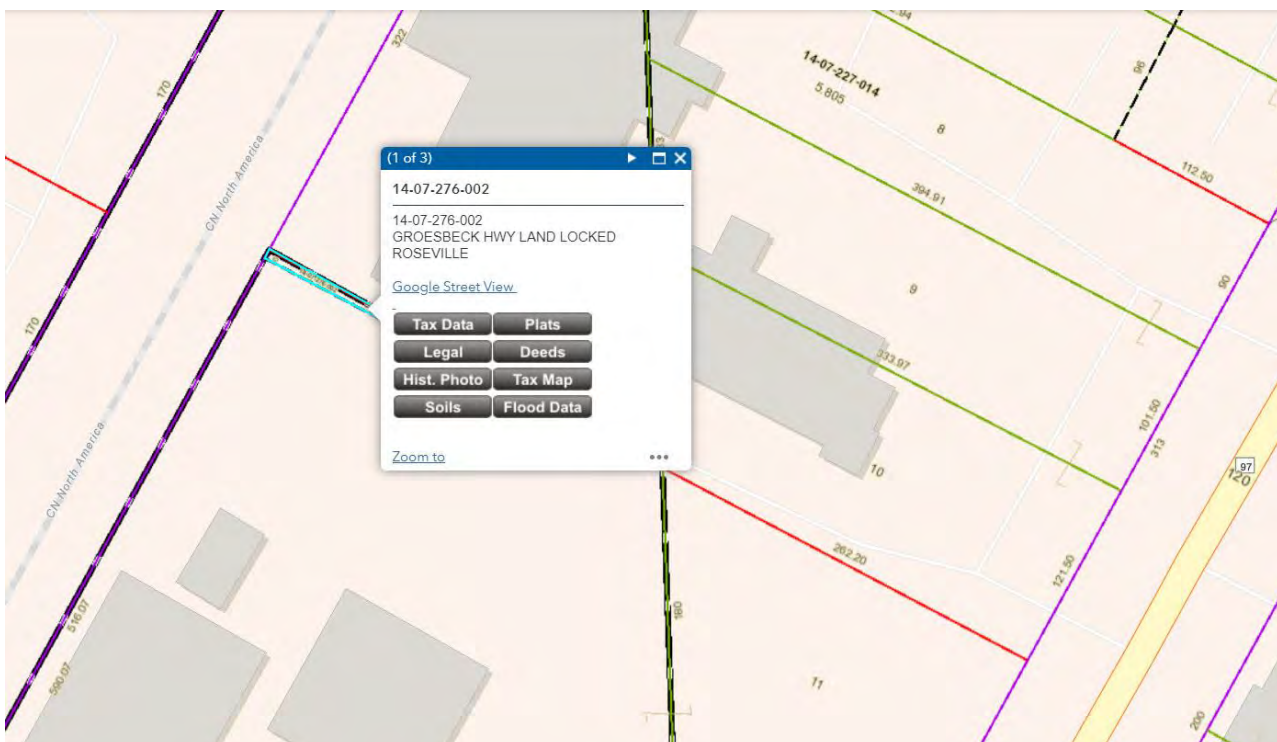 94
170
322
96
14-07-227-014
5.805
8
112.50
33
(1 of 3)
14-07-276-002
14-07-276-002
GROESBECK HWY LAND LOCKED
ROSEVILLE
Google Street View
Tax Data Plats
Legal Deeds
Hist. Photo Tax Map
Soils Flood Data
Zoom to
CN North America
394.91
9
90
170
333.97
101.50
313
97
120
10
CN North America
262.20
121.50
516.07
180
590.07
11
200